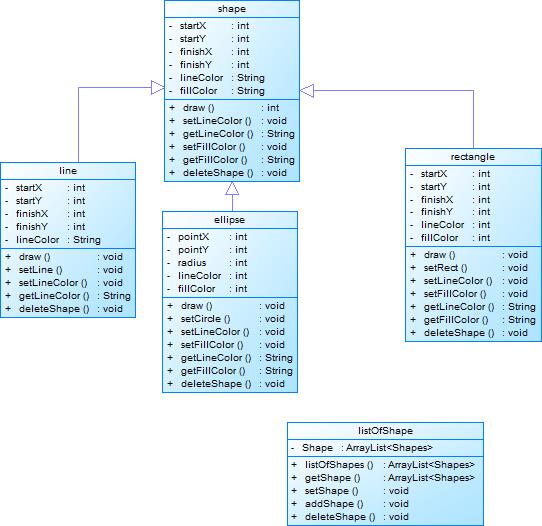 shape
- startX : int
- startY : int
- finishX : int
- finishY : int
- lineColor : String
- fillColor : String
+ draw () : int
+ setLineColor () : void
+ getLineColor () : String
+ setFillColor () : void
+ getFillColor () : String
+ deleteShape () : void
line
- startX : int
- startY : int
- finishX : int
- finishY : int
- lineColor : String
+ draw () : void
+ setLine () : void
+ setLineColor () : void
+ getLineColor () : String
+ deleteShape () : void
ellipse
- pointX : int
- pointY : int
- radius : int
- lineColor : int
- fillColor : int
+ draw () : void
+ setCircle () : void
+ setLineColor () : void
+ setFillColor () : void
+ getLineColor () : String
+ getFillColor () : String
+ deleteShape () : void
rectangle
- startX : int
- startY : int
- finishX : int
- finishY : int
- lineColor : int
- fillColor : int
+ draw () : void
+ setRect () : void
+ setLineColor () : void
+ setFillColor () : void
+ getLineColor () : String
+ getFillColor () : String
+ deleteShape () : void
listOfShape
- Shape : ArrayList<Shapes>
+ listOfShapes () : ArrayList<Shapes>
+ getShape () : ArrayList<Shapes>
+ setShape () : void
+ addShape () : void
+ deleteShape () : void